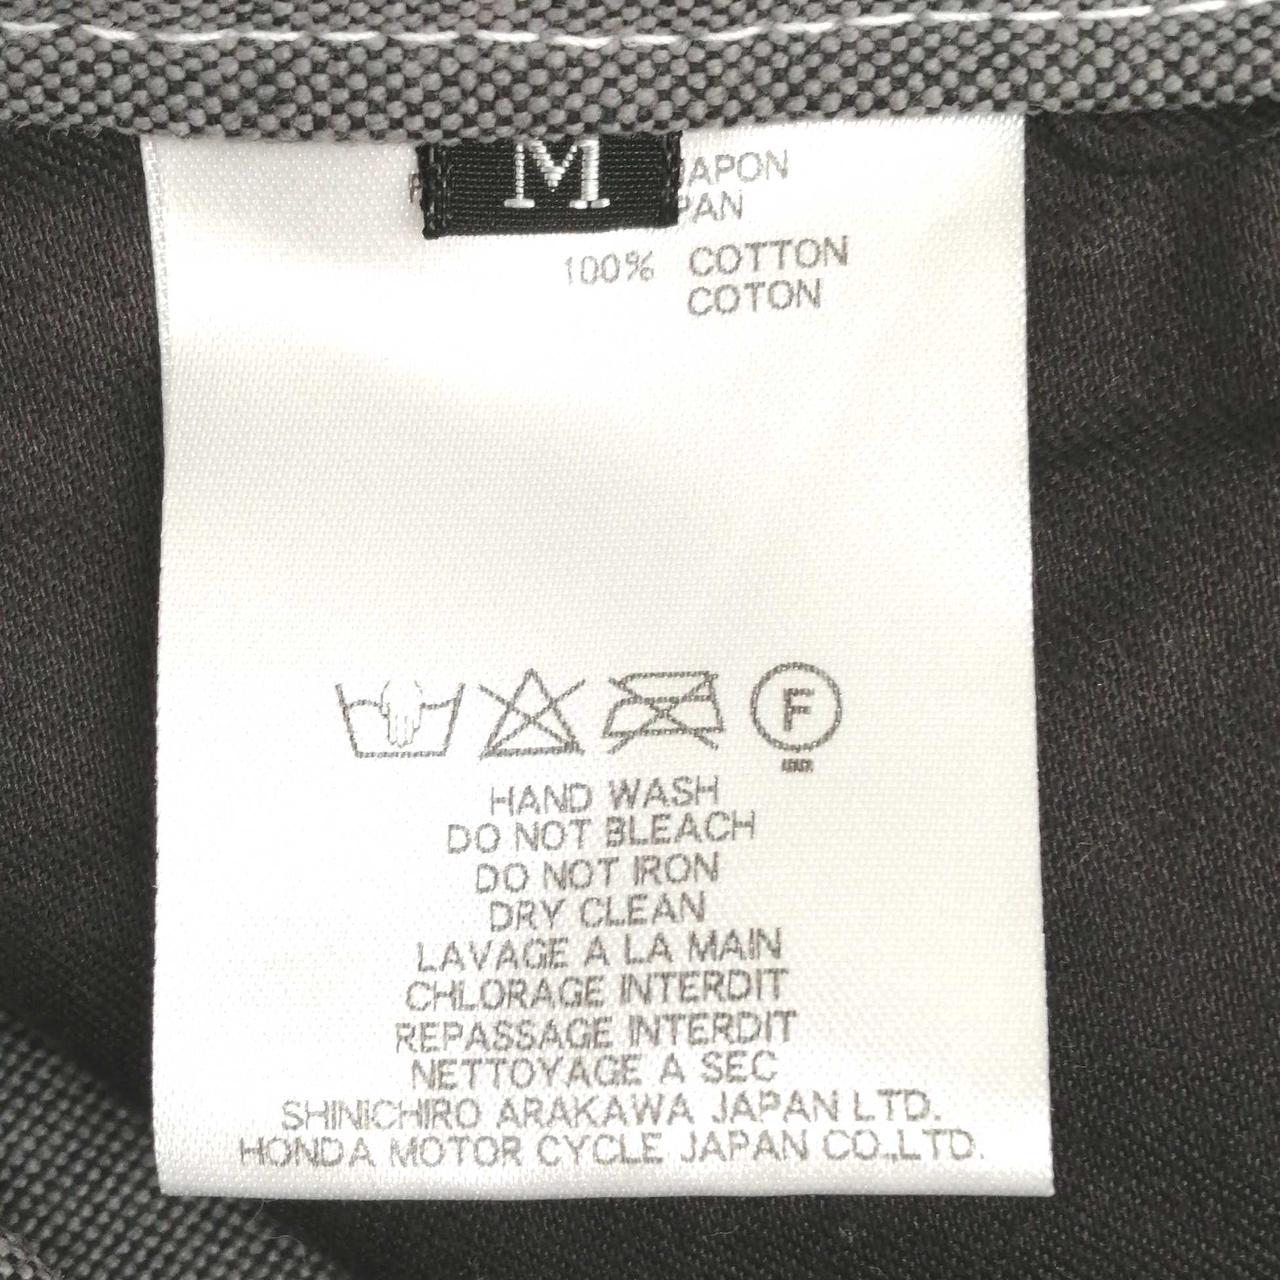 M
APON
PAN
100% COTTON
COTON
F
HAND WASH
DO NOT BLEACH
DO NOT IRON
DRY CLEAN
LAVAGE A LA MAIN
CHLORAGE INTERDIT
REPASSAGE INTERDIT
NETTOYAGE A SEC
SHINICHIRO ARAKAWA JAPAN LTD.
HONDA MOTOR CYCLE JAPAN CO.,LTD.